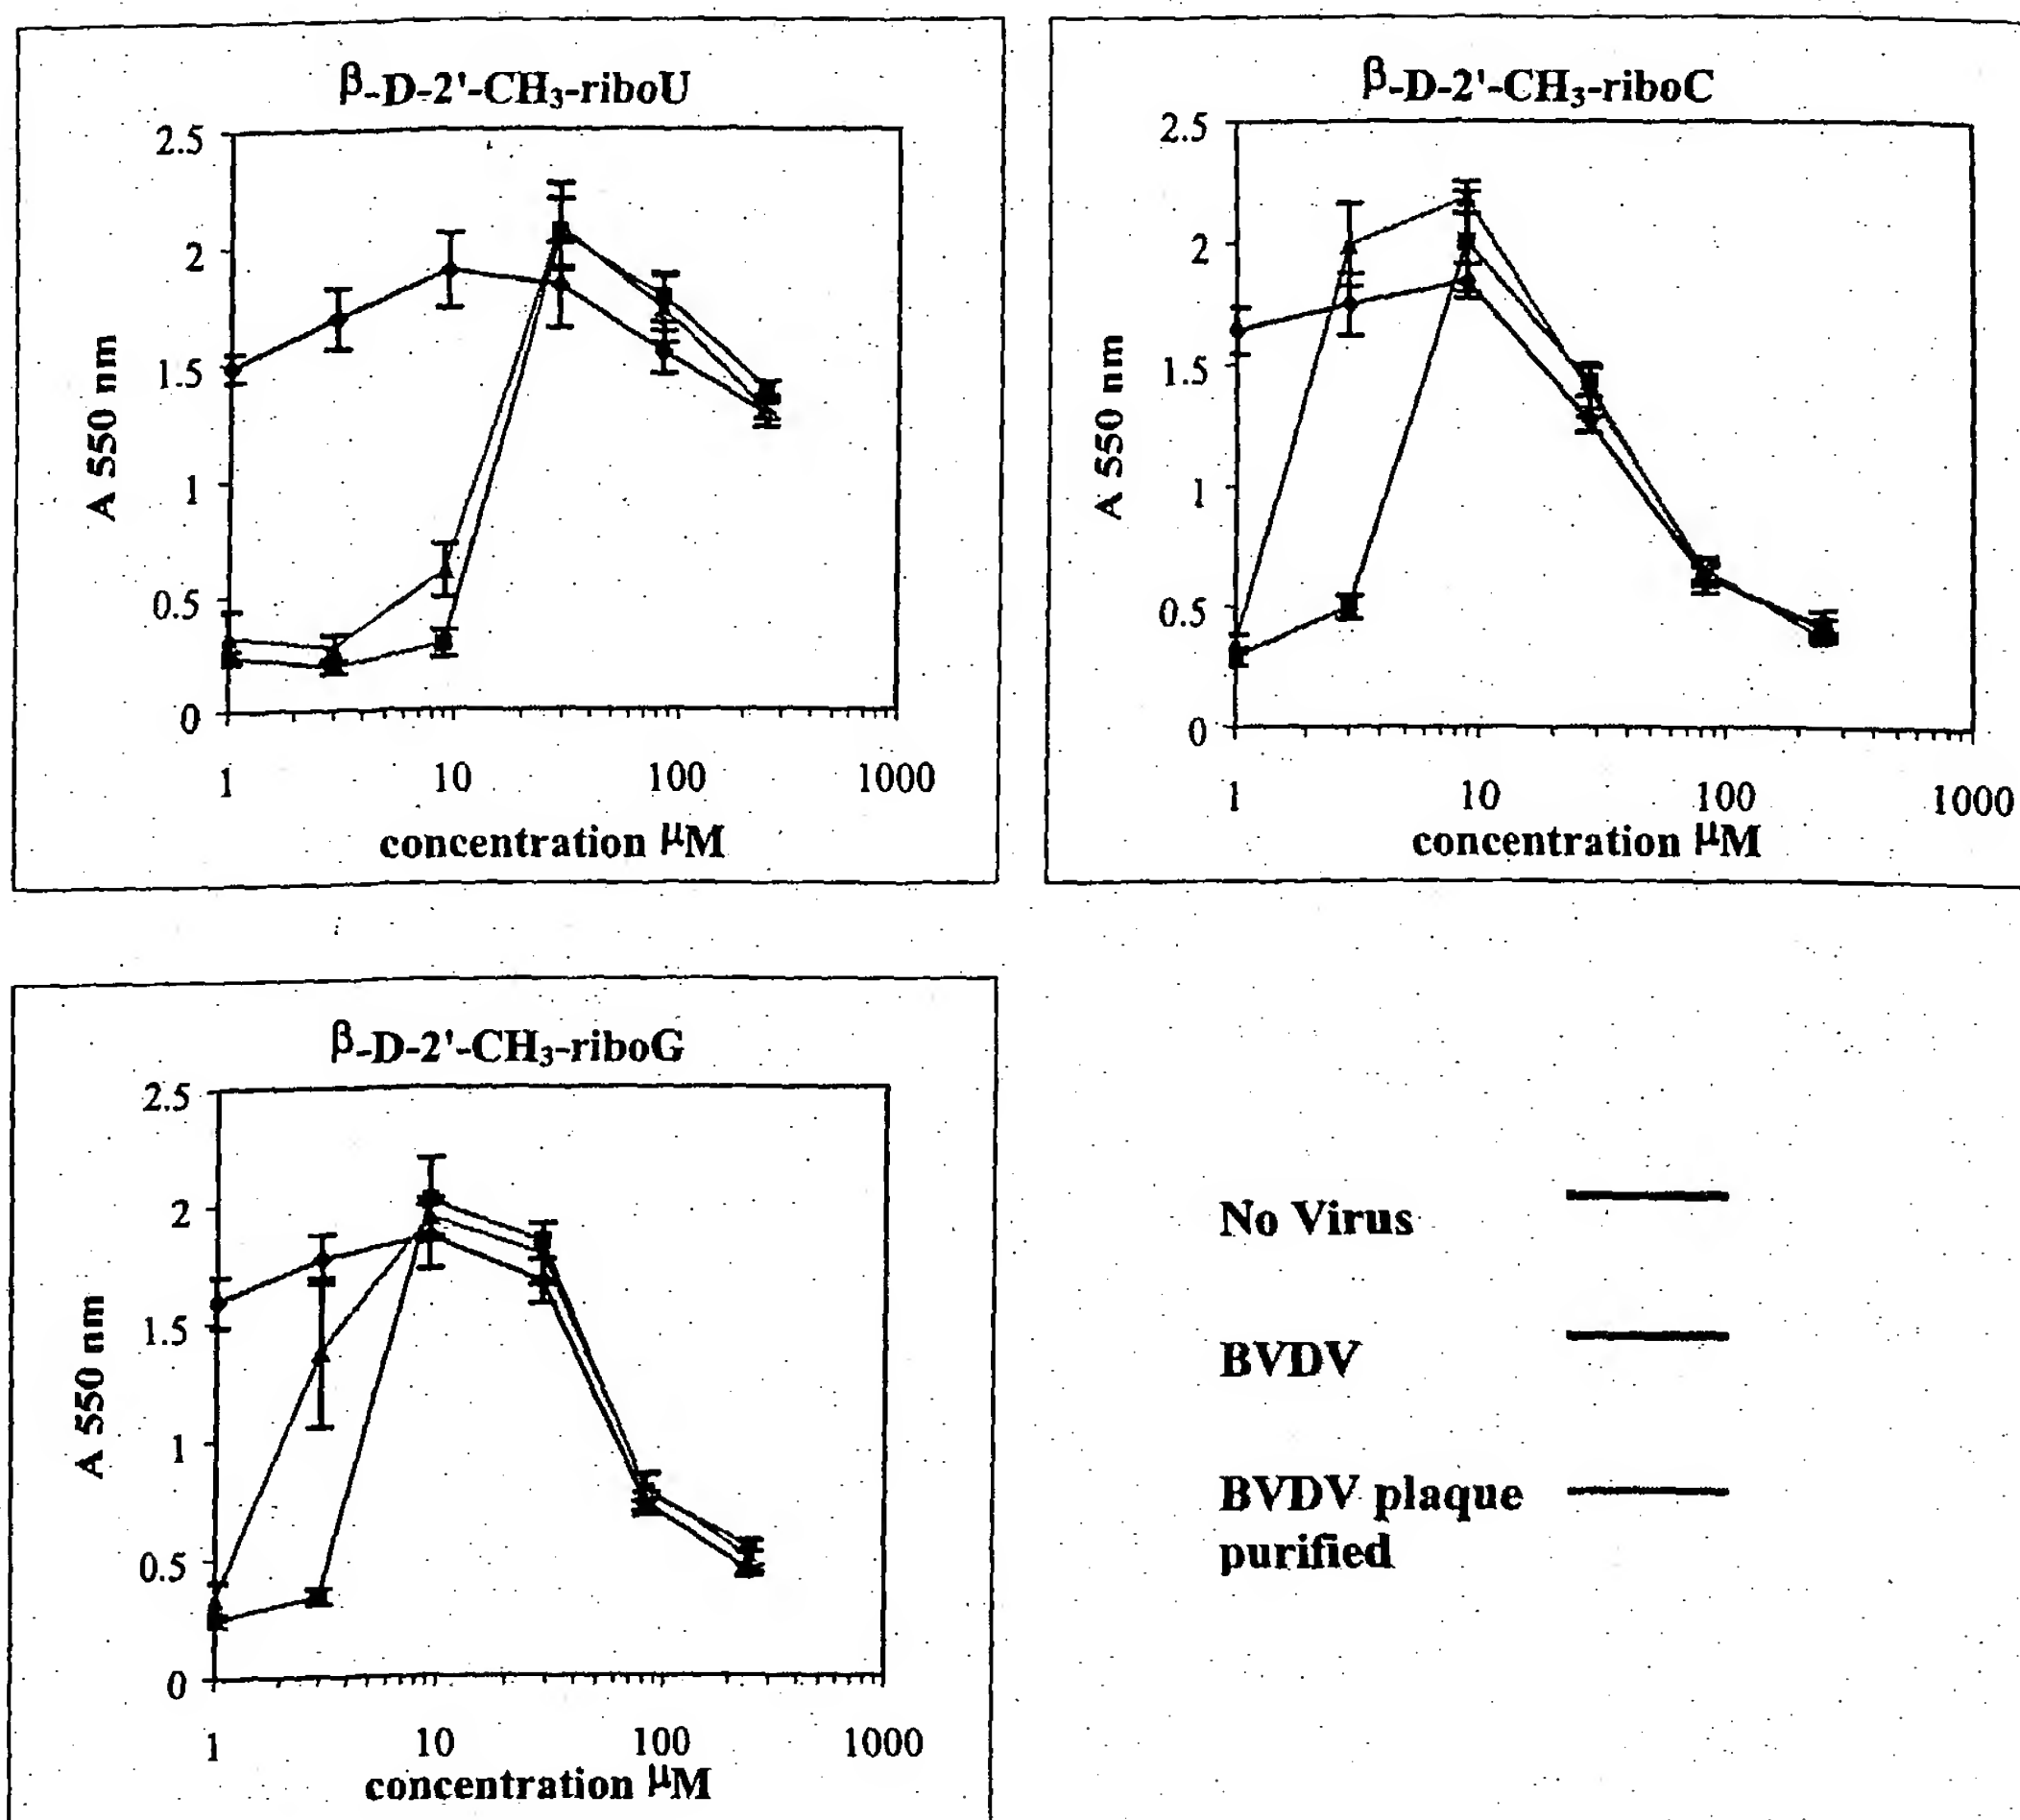 β-D-2'-CH₃-riboU
2.5
2
1.5
1
0.5
0
A 550 nm
1 10 100 1000
concentration μM
β-D-2'-CH₃-riboC
2.5
2
1.5
1
0.5
0
A 550 nm
1 10 100 1000
concentration μM
β-D-2'-CH₃-riboG
2.5
2
1.5
1
0.5
0
A 550 nm
1 10 100 1000
concentration μM
No Virus
BVDV
BVDV plaque
purified